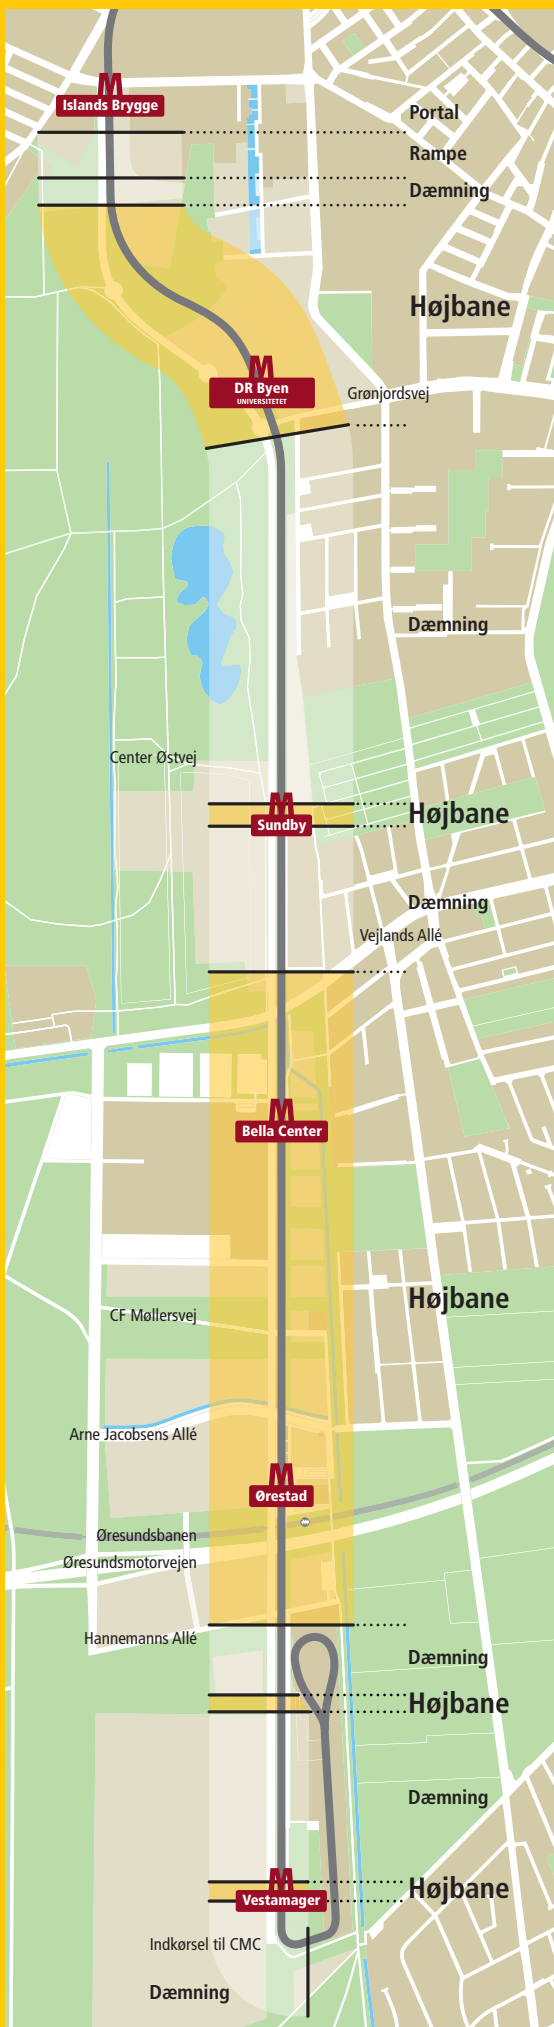 M
Islands Brygge
Portal
Rampe
Dæmning
Højbane
M
DR Byen
UNIVERSITETET
Grønjordsvej
Dæmning
Center Østvej
M
Sundby
Højbane
Dæmning
Vejlands Allé
M
Bella Center
Højbane
CF Møllersvej
Arne Jacobsens Allé
M
Ørestad
Øresundsbanen
Øresundsmotorvejen
Hannemanns Allé
Dæmning
Højbane
Dæmning
M
Vestamager
Højbane
Indkørsel til CMC
Dæmning